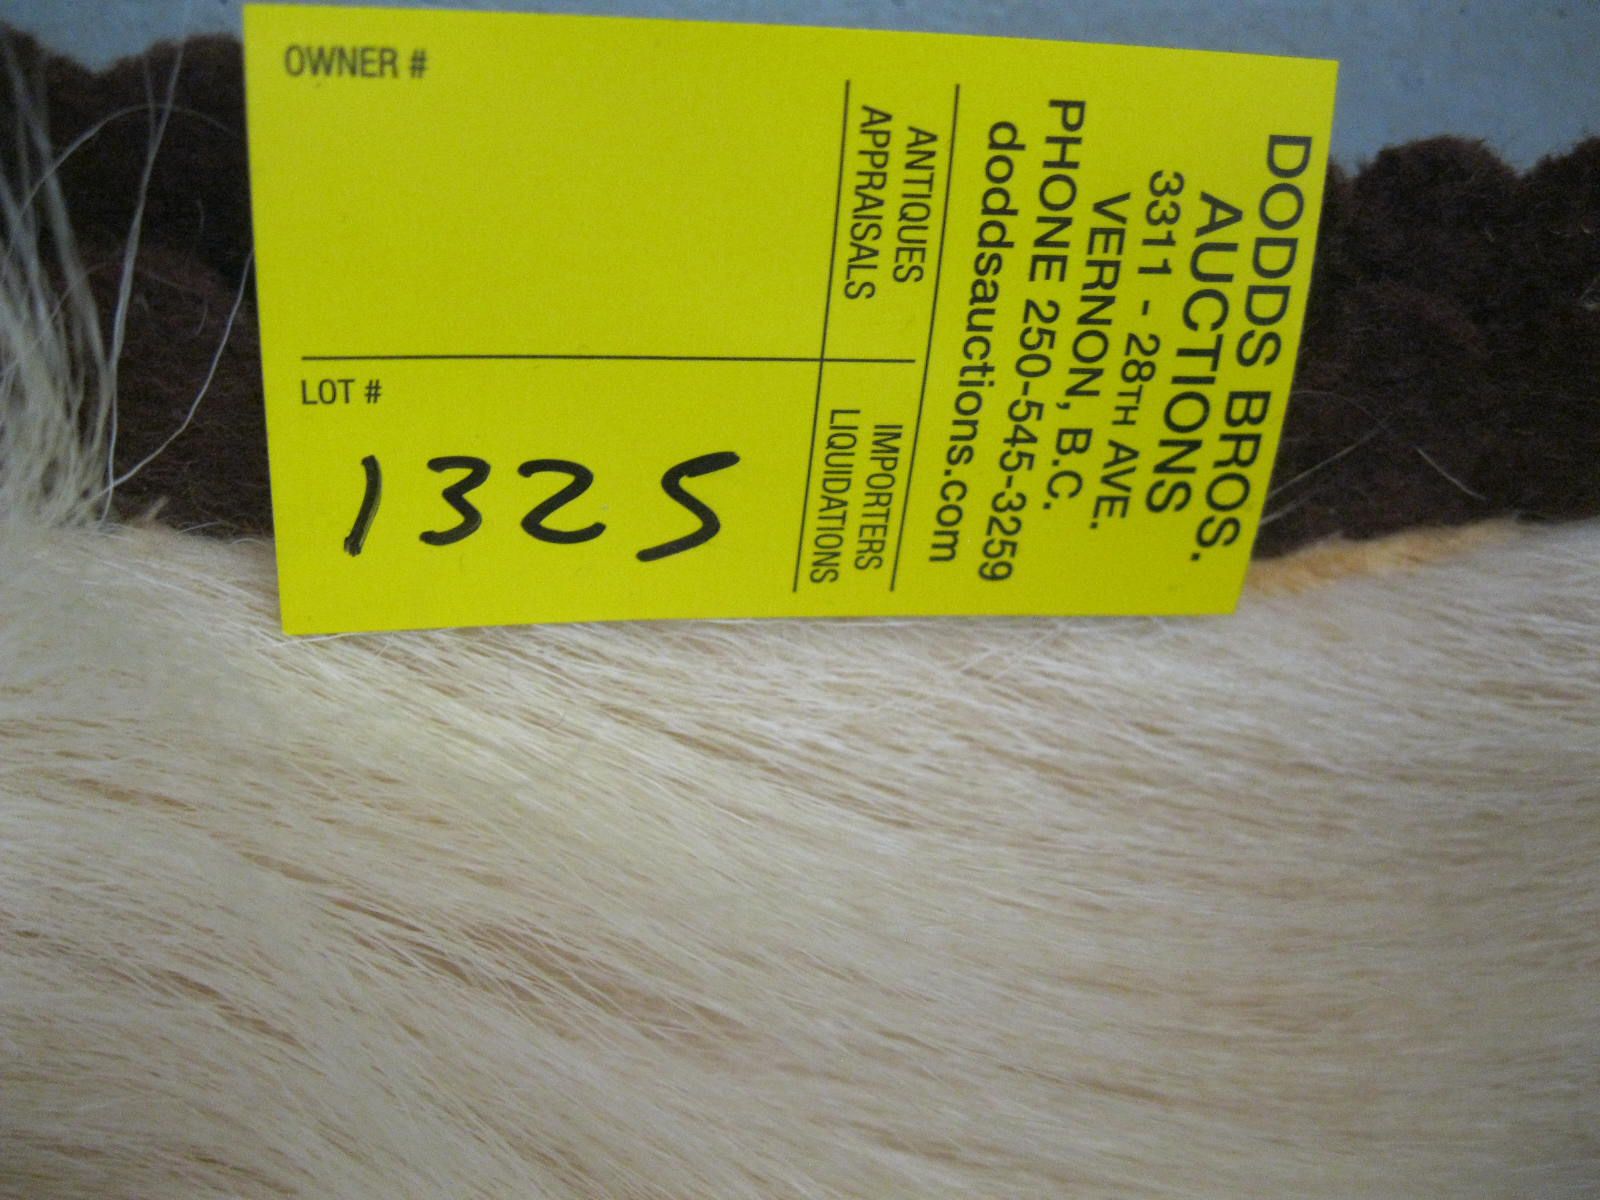 OWNER #
LOT #
1325
DODDS BROS.
AUCTIONS
3311 - 28TH AVE.
VERNON, B.C.
PHONE 250-545-3259
doddsauctions.com
ANTIQUES
APPRAISALS
IMPORTERS
LIQUIDATIONS